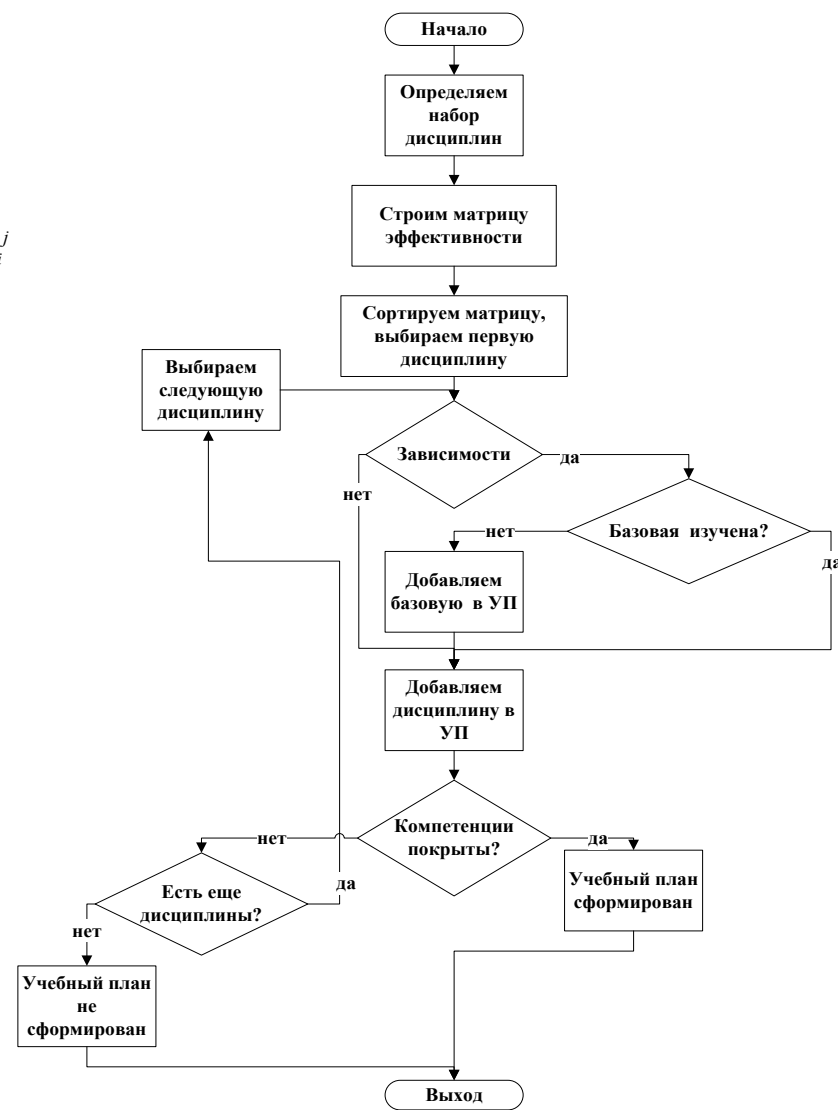 Начало
Определяем
набор
дисциплин
Строим матрицу
эффективности
j
i
Сортируем матрицу,
выбираем первую
дисциплину
Выбираем
следующую
дисциплину
Зависимости
да
нет
Базовая изучена?
нет
да
Добавляем
базовую в УП
Добавляем
дисциплину в
УП
Компетенции
покрыты?
нет
да
Есть еще
дисциплины?
да
нет
Учебный план
сформирован
Учебный план
не
сформирован
Выход